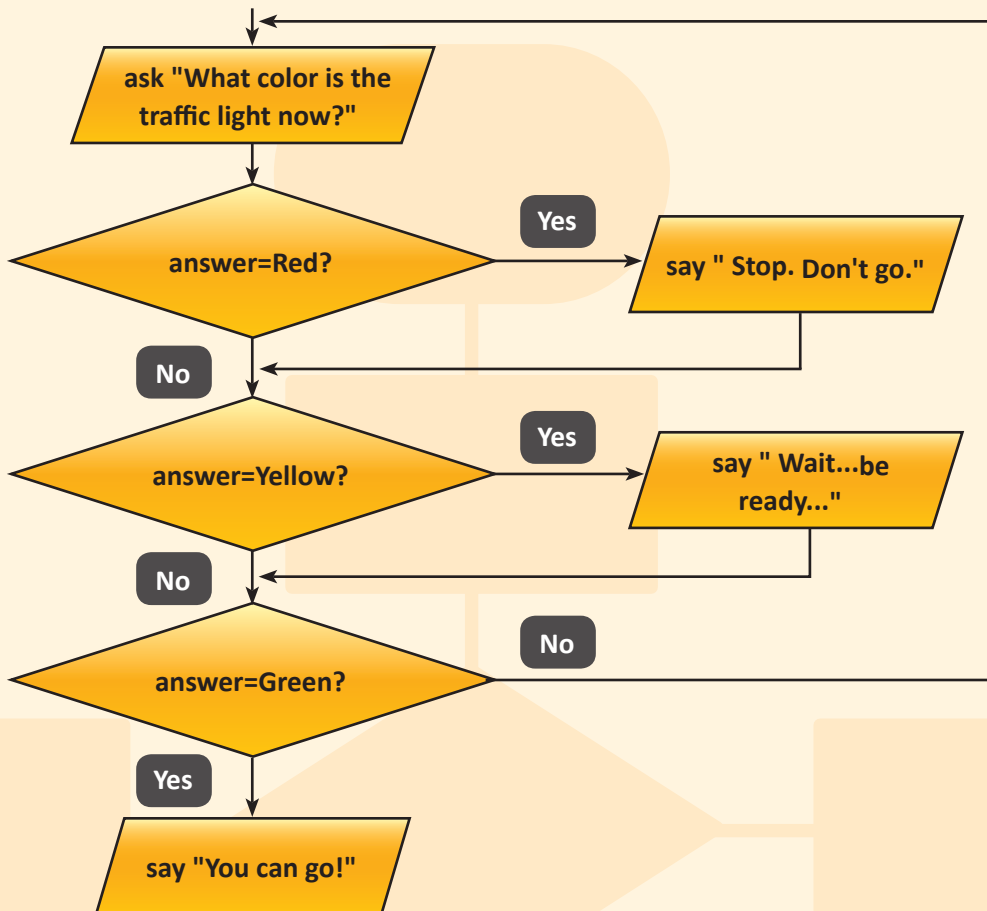 ask "What color is the
traffic light now?"
answer=Red?
Yes
say " Stop. Don't go."
No
answer=Yellow?
Yes
say " Wait...be
ready..."
No
answer=Green?
No
Yes
say "You can go!"